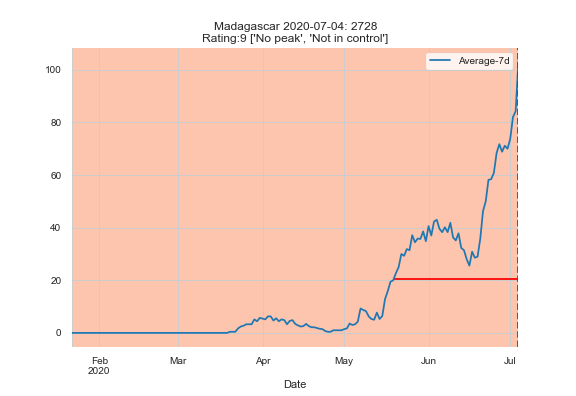 Madagascar 2020-07-04: 2728
Rating:9 ['No peak', 'Not in control']
Average-7d
100
80
60
40
20
0
Feb
2020
Mar
Apr
May
Jun
Jul
Date